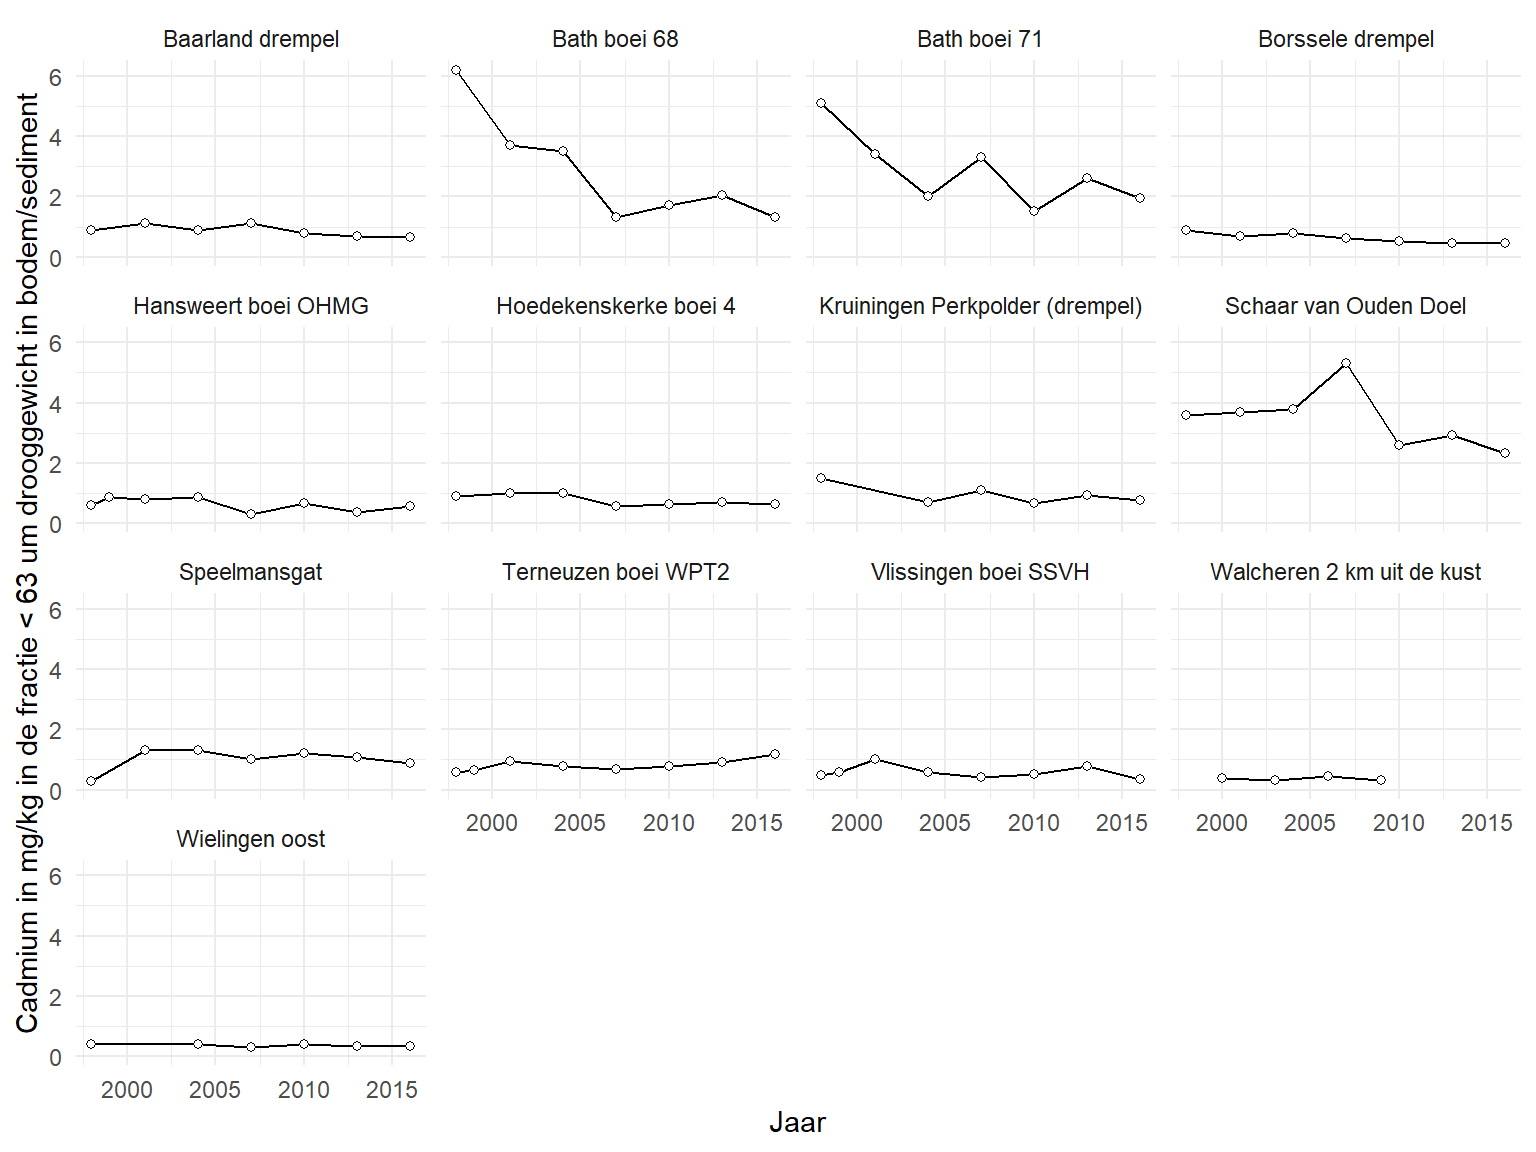 Cadmium in mg/kg in de fractie < 63 um drooggewicht in bodem/sediment
Baarland drempel
Bath boei 68
Bath boei 71
Borssele drempel
6
4
2
0
Hansweert boei OHMG
Hoedekenskerke boei 4
Kruiningen Perkpolder (drempel)
Schaar van Ouden Doel
6
4
2
0
Speelmansgat
Terneuzen boei WPT2
Vlissingen boei SSVH
Walcheren 2 km uit de kust
6
4
2
0
2000 2005 2010 2015
2000 2005 2010 2015
2000 2005 2010 2015
Wielingen oost
6
4
2
0
2000 2005 2010 2015
Jaar